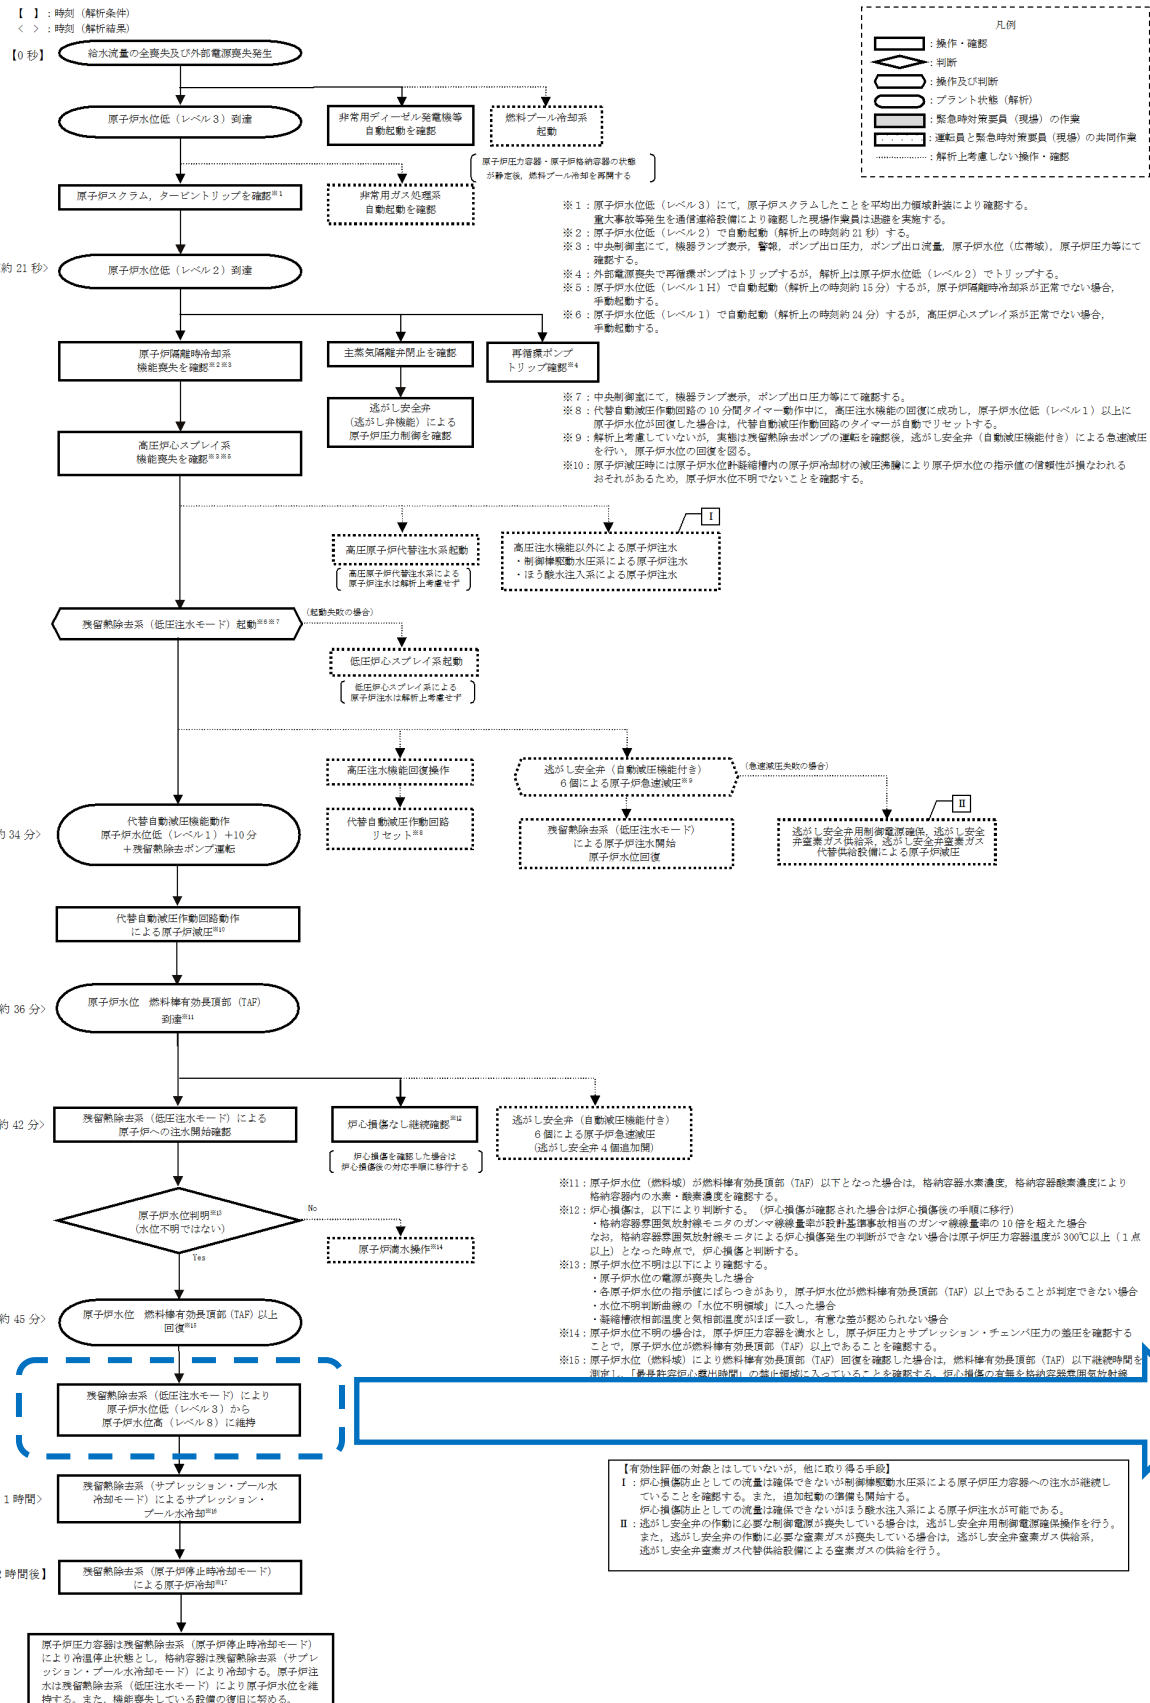 【　】：時刻（解析条件）
＜　＞：時刻（解析結果）
【0秒】
給水流量の全喪失及び外部電源喪失発生
凡例
：操作・確認
：判断
：操作及び判断
：プラント状態（解析）
：緊急時対策要員（現場）の作業
：運転員と緊急時対策要員（現場）の共同作業
：解析上考慮しない操作・確認
原子炉水位低（レベル３）到達
非常用ディーゼル発電機等
自動起動を確認
燃料プール冷却系
起動
原子炉圧力容器・原子炉格納容器の状態
が静定後，燃料プール冷却を再開する
原子炉スクラム，タービントリップを確認※１
非常用ガス処理系
自動起動を確認
※１：原子炉水位低（レベル３）にて，原子炉スクラムしたことを平均出力領域計装により確認する。
重大事故等発生を通信連絡設備により確認した現場作業員は退避を実施する。
※２：原子炉水位低（レベル２）で自動起動（解析上の時刻約21秒）する。
※３：中央制御室にて，機器ランプ表示，警報，ポンプ出口圧力，ポンプ出口流量，原子炉水位（広帯域），原子炉圧力等にて
確認する。
※４：外部電源喪失で再循環ポンプはトリップするが，解析上は原子炉水位低（レベル２）でトリップする。
※５：原子炉水位低（レベル１Ｈ）で自動起動（解析上の時刻約15分）するが，原子炉隔離時冷却系が正常でない場合，
手動起動する。
※６：原子炉水位低（レベル１）で自動起動（解析上の時刻約24分）するが，高圧炉心スプレイ系が正常でない場合，
手動起動する。
約21秒>
原子炉水位低（レベル２）到達
原子炉隔離時冷却系
機能喪失を確認※２※３
主蒸気隔離弁閉止を確認
再循環ポンプ
トリップ確認※４
逃がし安全弁
（逃がし弁機能）による
原子炉圧力制御を確認
高圧炉心スプレイ系
機能喪失を確認※３※５
※７：中央制御室にて，機器ランプ表示，ポンプ出口圧力等にて確認する。
※８：代替自動減圧作動回路の10分間タイマー動作中に，高圧注水機能の回復に成功し，原子炉水位低（レベル１）以上に
原子炉水位が回復した場合は，代替自動減圧作動回路のタイマーが自動でリセットする。
※９：解析上考慮していないが，実態は残留熱除去ポンプの運転を確認後，逃がし安全弁（自動減圧機能付き）による急速減圧
を行い，原子炉水位の回復を図る。
※10：原子炉減圧時には原子炉水位計凝縮槽内の原子炉冷却材の減圧沸騰により原子炉水位の指示値の信頼性が損なわれる
おそれがあるため，原子炉水位不明でないことを確認する。
Ⅰ
高圧原子炉代替注水系起動
高圧原子炉代替注水系による
原子炉注水は解析上考慮せず
高圧注水機能以外による原子炉注水
・制御棒駆動水圧系による原子炉注水
・ほう酸水注入系による原子炉注水
残留熱除去系（低圧注水モード）起動※６※７
（起動失敗の場合）
低圧炉心スプレイ系起動
低圧炉心スプレイ系による
原子炉注水は解析上考慮せず
高圧注水機能回復操作
逃がし安全弁（自動減圧機能付き）
６個による原子炉急速減圧※９
（急速減圧失敗の場合）
Ⅱ
約34分>
代替自動減圧機能動作
原子炉水位低（レベル１）＋10分
＋残留熱除去ポンプ運転
代替自動減圧作動回路
リセット※８
残留熱除去系（低圧注水モード）
による原子炉注水開始
原子炉水位回復
逃がし安全弁用制御電源確保，逃がし安全
弁窒素ガス供給系，逃がし安全弁窒素ガス
代替供給設備による原子炉減圧
代替自動減圧作動回路動作
による原子炉減圧※10
約36分>
原子炉水位　燃料棒有効長頂部（TAF）
到達※11
約42分>
残留熱除去系（低圧注水モード）による
原子炉への注水開始確認
炉心損傷なし継続確認※12
炉心損傷を確認した場合は
炉心損傷後の対応手順に移行する
逃がし安全弁（自動減圧機能付き）
６個による原子炉急速減圧
（逃がし安全弁４個追加開）
原子炉水位判明※13
（水位不明ではない）
No
原子炉満水操作※14
Yes
※11：原子炉水位（燃料域）が燃料棒有効長頂部（TAF）以下となった場合は，格納容器水素濃度，格納容器酸素濃度により
格納容器内の水素・酸素濃度を確認する。
※12：炉心損傷は，以下により判断する。（炉心損傷が確認された場合は炉心損傷後の手順に移行）
・格納容器雰囲気放射線モニタのガンマ線線量率が設計基準事故相当のガンマ線線量率の10倍を超えた場合
なお，格納容器雰囲気放射線モニタによる炉心損傷発生の判断ができない場合は原子炉圧力容器温度が300℃以上（１点
以上）となった時点で，炉心損傷と判断する。
※13：原子炉水位不明は以下により確認する。
・原子炉水位の電源が喪失した場合
・各原子炉水位の指示値にばらつきがあり，原子炉水位が燃料棒有効長頂部（TAF）以上であることが判定できない場合
・水位不明判断曲線の「水位不明領域」に入った場合
・凝縮槽液相部温度と気相部温度がほぼ一致し，有意な差が認められない場合
※14：原子炉水位不明の場合は，原子炉圧力容器を満水とし，原子炉圧力とサプレッション・チェンバ圧力の差圧を確認する
ことで，原子炉水位が燃料棒有効長頂部（TAF）以上であることを確認する。
※15：原子炉水位（燃料域）により燃料棒有効長頂部（TAF）回復を確認した場合は，燃料棒有効長頂部（TAF）以下継続時間を
測定し，「最長許容炉心露出時間」の禁止領域に入っていることを確認する。炉心損傷の有無を格納容器雰囲気放射線
約45分>
原子炉水位　燃料棒有効長頂部（TAF）以上
回復※15
残留熱除去系（低圧注水モード）により
原子炉水位低（レベル３）から
原子炉水位高（レベル８）に維持
1時間>
残留熱除去系（サプレッション・プール水
冷却モード）によるサプレッション・
プール水冷却※16
【有効性評価の対象とはしていないが，他に取り得る手段】
Ⅰ：炉心損傷防止としての流量は確保できないが制御棒駆動水圧系による原子炉圧力容器への注水が継続し
ていることを確認する。また，追加起動の準備も開始する。
炉心損傷防止としての流量は確保できないがほう酸水注入系による原子炉注水が可能である。
Ⅱ：逃がし安全弁の作動に必要な制御電源が喪失している場合は，逃がし安全弁用制御電源確保操作を行う。
また，逃がし安全弁の作動に必要な窒素ガスが喪失している場合は，逃がし安全弁窒素ガス供給系，
逃がし安全弁窒素ガス代替供給設備による窒素ガスの供給を行う。
時間後】
残留熱除去系（原子炉停止時冷却モード）
による原子炉冷却※17
原子炉圧力容器は残留熱除去系（原子炉停止時冷却モード）
により冷温停止状態とし，格納容器は残留熱除去系（サプレ
ッション・プール水冷却モード）により冷却する。原子炉注
水は残留熱除去系（低圧注水モード）により原子炉水位を維
持する。また，機能喪失している設備の復旧に努める。